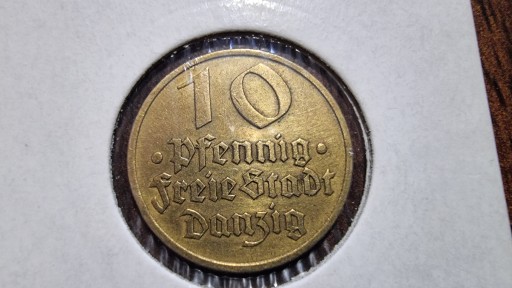 10
· Pfennig ·
Freie Stadt
Danzig